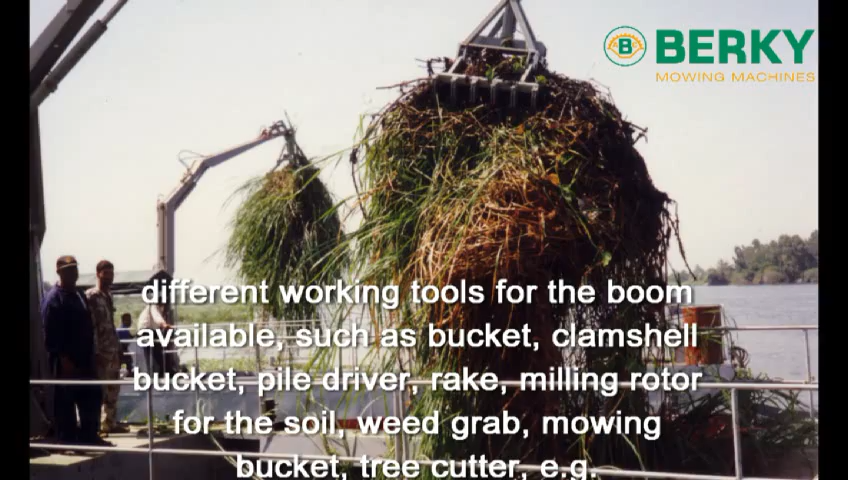 B BERKY
MOWING MACHINES
different working tools for the boom
available, such as bucket, clamshell
bucket, pile driver, rake, milling rotor
for the soil, weed grab, mowing
bucket, tree cutter, e.g.